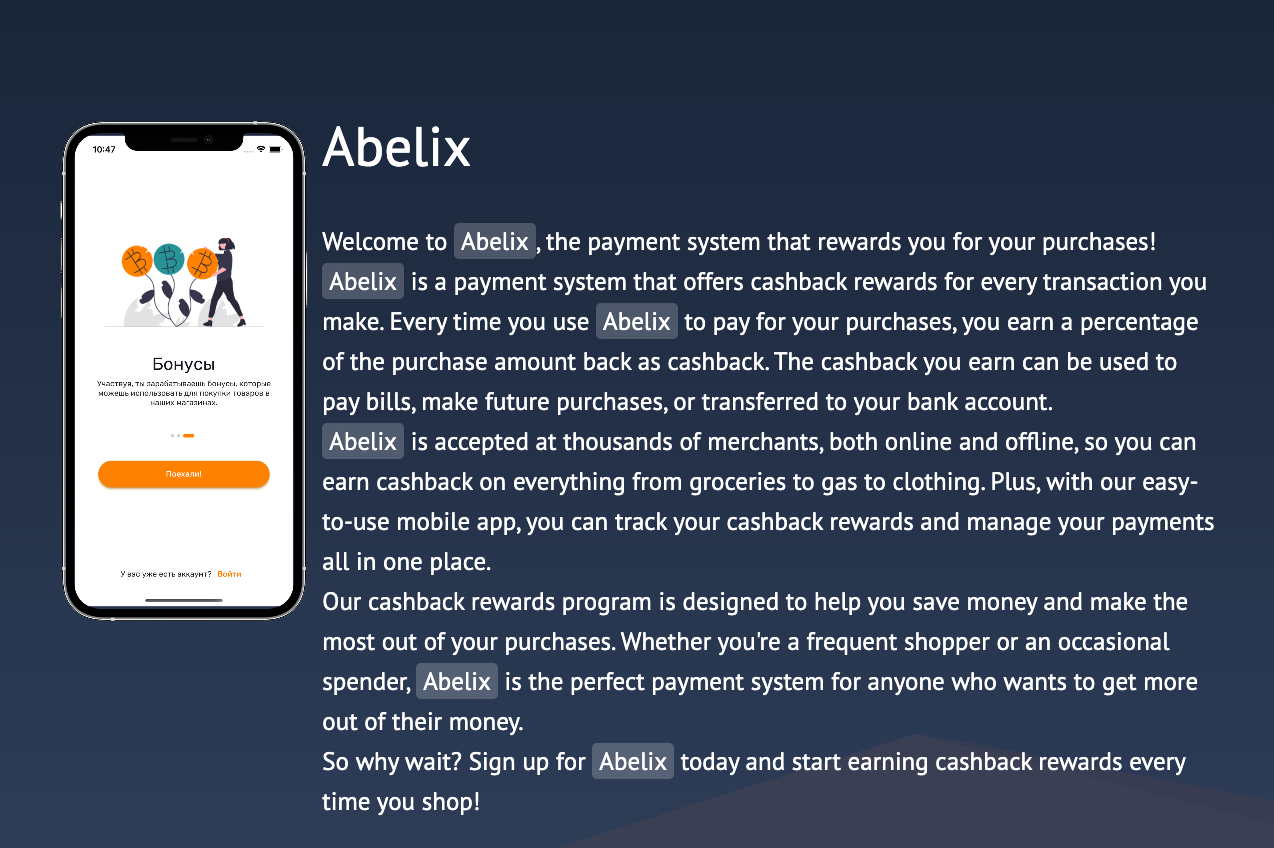 Abelix
10:47
Бонусы
Участвуя, ты зарабатываешь бонусы, которые
можешь использовать для покупки товаров в
наших магазинах.
Поехали!
У вас уже есть аккаунт? Войти
Welcome to Abelix, the payment system that rewards you for your purchases!
Abelix is a payment system that offers cashback rewards for every transaction you
make. Every time you use Abelix to pay for your purchases, you earn a percentage
of the purchase amount back as cashback. The cashback you earn can be used to
pay bills, make future purchases, or transferred to your bank account.
Abelix is accepted at thousands of merchants, both online and offline, so you can
earn cashback on everything from groceries to gas to clothing. Plus, with our easy-
to-use mobile app, you can track your cashback rewards and manage your payments
all in one place.
Our cashback rewards program is designed to help you save money and make the
most out of your purchases. Whether you're a frequent shopper or an occasional
spender, Abelix is the perfect payment system for anyone who wants to get more
out of their money.
So why wait? Sign up for Abelix today and start earning cashback rewards every
time you shop!